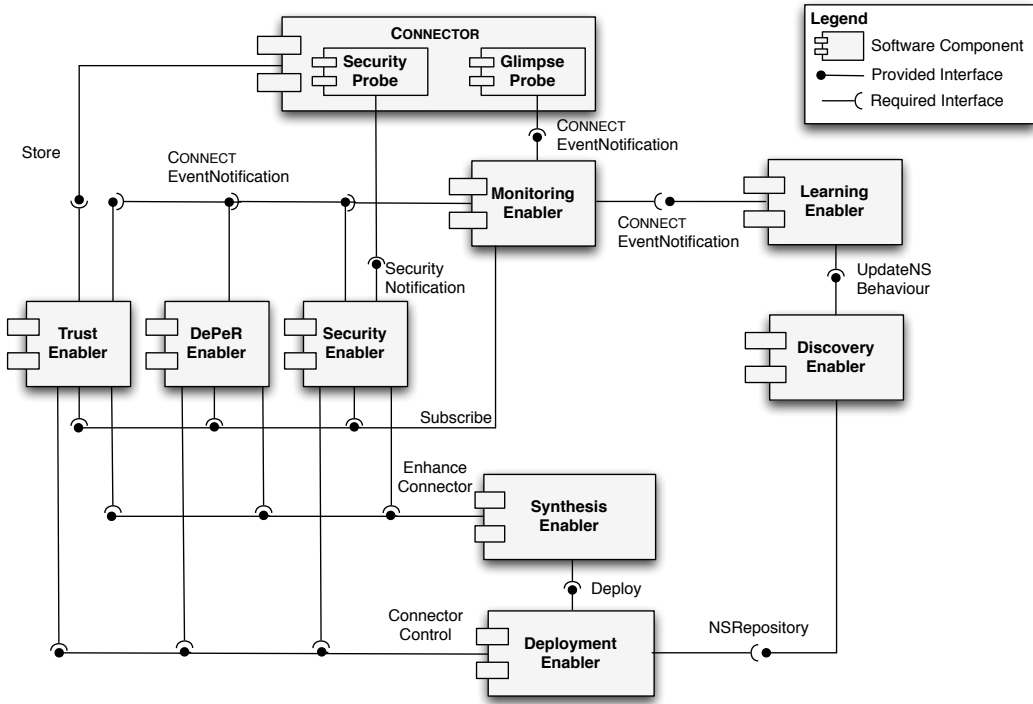 CONNECTOR
Security
Probe
Glimpse
Probe
Legend
Software Component
Provided Interface
Required Interface
Store
CONNECT
EventNotification
CONNECT
EventNotification
Monitoring
Enabler
Learning
Enabler
CONNECT
EventNotification
Security
Notification
UpdateNS
Behaviour
Trust
Enabler
DePeR
Enabler
Security
Enabler
Discovery
Enabler
Subscribe
Enhance
Connector
Synthesis
Enabler
Deploy
Connector
Control
Deployment
Enabler
NSRepository